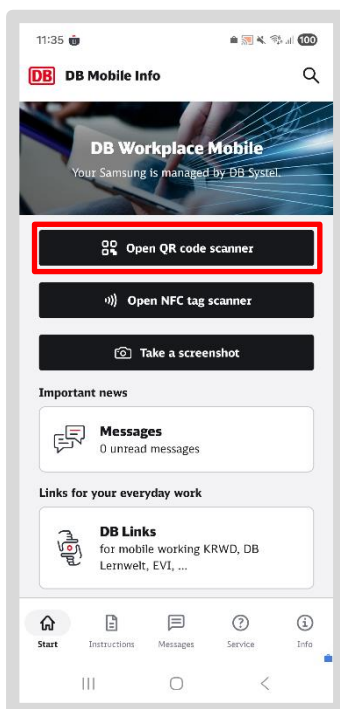 11:35
100
DB DB Mobile Info
DB Workplace Mobile
Your Samsung is managed by DB Systel.
Open QR code scanner
Open NFC tag scanner
Take a screenshot
Important news
Messages
0 unread messages
Links for your everyday work
DB Links
for mobile working KRWD, DB
Lernwelt, EVI, ...
Start Instructions Messages Service Info